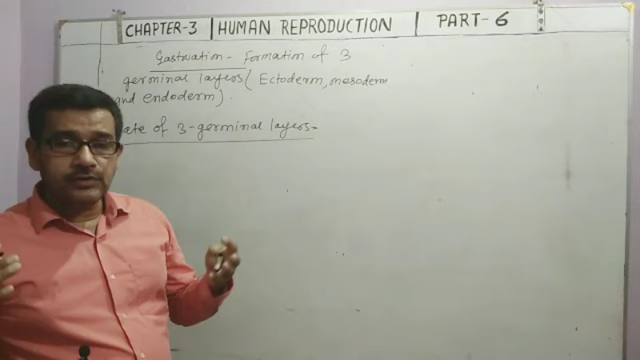 CHAPTER-3 | HUMAN REPRODUCTION | PART-6
Gastruation - Formation of 3
germinal layers (Ectoderm, mesoderm
and endoderm).
ate of 3-germinal layers-